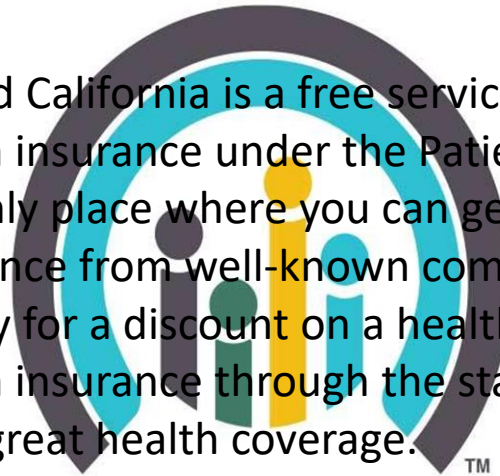 d California is a free servic
insurance under the Patie
nly place where you can ge
nce from well-known com
y for a discount on a health
insurance through the sta
great health coverage.
TM